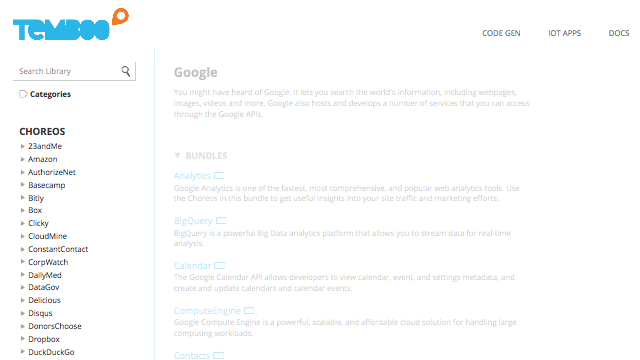 TEMBOO
CODE GEN
IOT APPS
DOCS
Search Library
Categories
CHOREOS
23andMe
Amazon
AuthorizeNet
Basecamp
Bitly
Box
Clicky
CloudMine
ConstantContact
CorpWatch
DailyMed
DataGov
Delicious
Disqus
DonorsChoose
Dropbox
DuckDuckGo
Google
You might have heard of Google. It lets you search the world's information, including webpages,
images, videos and more. Google also hosts and develops a number of services that you can access
through the Google APIs.
BUNDLES
Analytics
Google Analytics is one of the fastest, most comprehensive, and popular web analytics tools. Use
the Choreos in this bundle to get useful insights into your site traffic and marketing efforts.
BigQuery
BigQuery is a powerful Big Data analytics platform that allows you to stream data for real-time
analysis.
Calendar
The Google Calendar API allows developers to view calendar, event, and settings metadata, and
create and update calendars and calendar events.
ComputeEngine
Google Compute Engine is a powerful, scalable, and affordable cloud solution for handling large
computing workloads.
Contacts